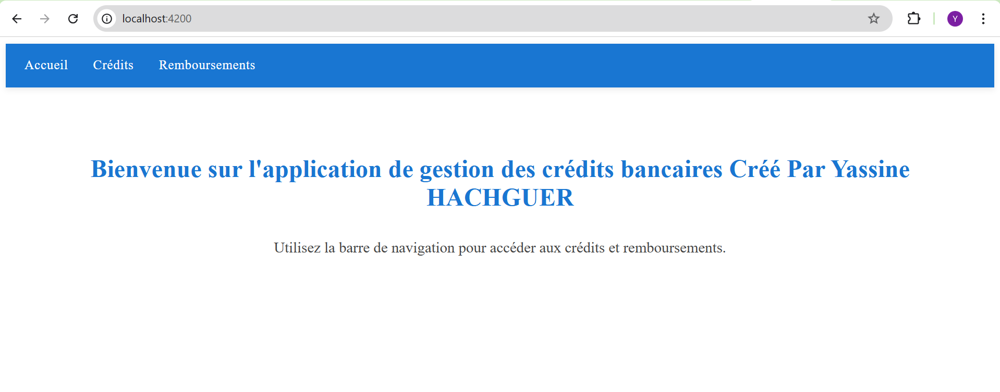 localhost:4200
Y
Accueil Crédits Remboursements
Bienvenue sur l'application de gestion des crédits bancaires Créé Par Yassine
HACHGUER
Utilisez la barre de navigation pour accéder aux crédits et remboursements.